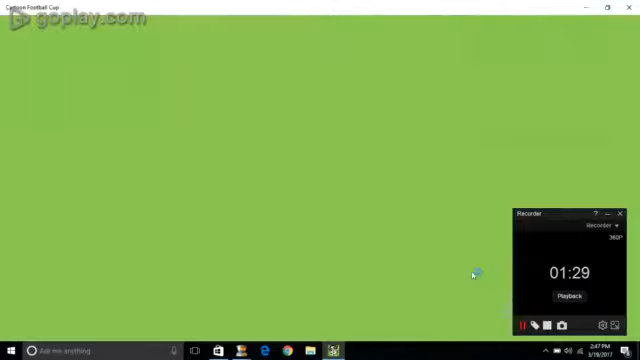 Cartoon Football Cup
goplay.com
Recorder
?
Recorder
360P
01:29
Playback
Ask me anything
2:47 PM
3/19/2017